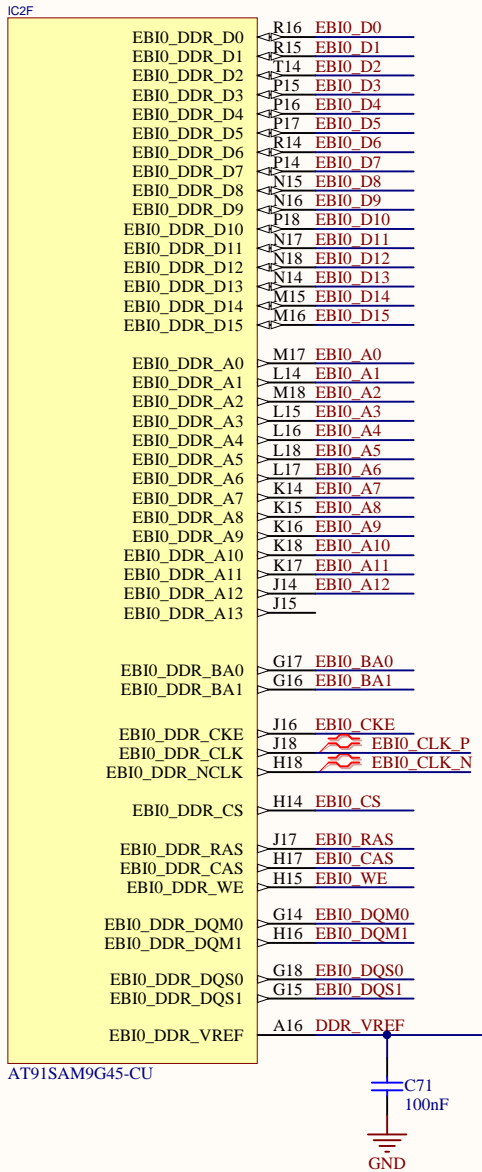 IC2F
EBI0_DDR_D0 R16 EBI0_D0
EBI0_DDR_D1 R15 EBI0_D1
EBI0_DDR_D2 T14 EBI0_D2
EBI0_DDR_D3 P15 EBI0_D3
EBI0_DDR_D4 P16 EBI0_D4
EBI0_DDR_D5 P17 EBI0_D5
EBI0_DDR_D6 R14 EBI0_D6
EBI0_DDR_D7 P14 EBI0_D7
EBI0_DDR_D8 N15 EBI0_D8
EBI0_DDR_D9 N16 EBI0_D9
EBI0_DDR_D10 P18 EBI0_D10
EBI0_DDR_D11 N17 EBI0_D11
EBI0_DDR_D12 N18 EBI0_D12
EBI0_DDR_D13 N14 EBI0_D13
EBI0_DDR_D14 M15 EBI0_D14
EBI0_DDR_D15 M16 EBI0_D15
EBI0_DDR_A0 M17 EBI0_A0
EBI0_DDR_A1 L14 EBI0_A1
EBI0_DDR_A2 M18 EBI0_A2
EBI0_DDR_A3 L15 EBI0_A3
EBI0_DDR_A4 L16 EBI0_A4
EBI0_DDR_A5 L18 EBI0_A5
EBI0_DDR_A6 L17 EBI0_A6
EBI0_DDR_A7 K14 EBI0_A7
EBI0_DDR_A8 K15 EBI0_A8
EBI0_DDR_A9 K16 EBI0_A9
EBI0_DDR_A10 K18 EBI0_A10
EBI0_DDR_A11 K17 EBI0_A11
EBI0_DDR_A12 J14 EBI0_A12
EBI0_DDR_A13 J15
EBI0_DDR_BA0 G17 EBI0_BA0
EBI0_DDR_BA1 G16 EBI0_BA1
EBI0_DDR_CKE J16 EBI0_CKE
EBI0_DDR_CLK J18 EBI0_CLK_P
EBI0_DDR_NCLK H18 EBI0_CLK_N
EBI0_DDR_CS H14 EBI0_CS
EBI0_DDR_RAS J17 EBI0_RAS
EBI0_DDR_CAS H17 EBI0_CAS
EBI0_DDR_WE H15 EBI0_WE
EBI0_DDR_DQM0 G14 EBI0_DQM0
EBI0_DDR_DQM1 H16 EBI0_DQM1
EBI0_DDR_DQS0 G18 EBI0_DQS0
EBI0_DDR_DQS1 G15 EBI0_DQS1
EBI0_DDR_VREF A16 DDR_VREF
AT91SAM9G45-CU
C71
100nF
GND